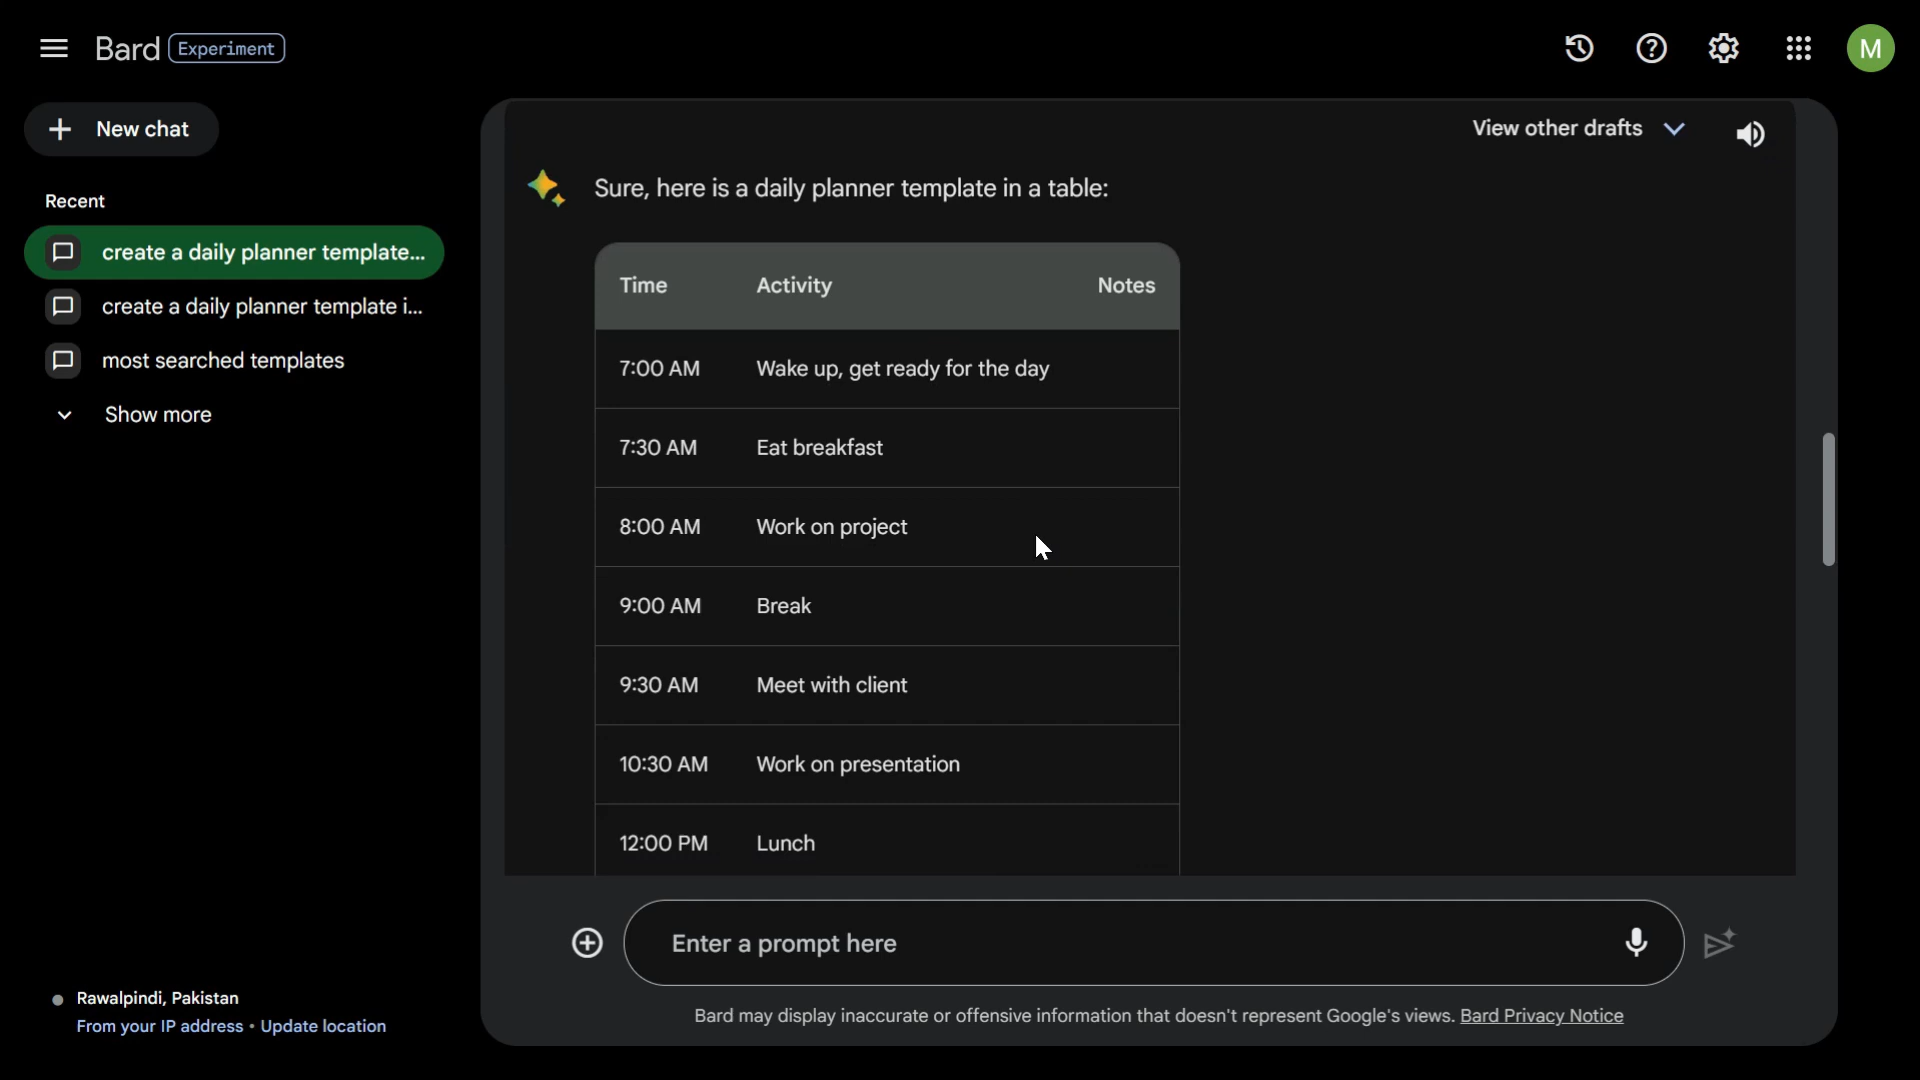 Bard Experiment
M
New chat
Recent
create a daily planner template...
create a daily planner template i...
most searched templates
Show more
View other drafts
Sure, here is a daily planner template in a table:
Time Activity Notes
7:00 AM Wake up, get ready for the day
7:30 AM Eat breakfast
8:00 AM Work on project
9:00 AM Break
9:30 AM Meet with client
10:30 AM Work on presentation
12:00 PM Lunch
Enter a prompt here
Rawalpindi, Pakistan
From your IP address • Update location
Bard may display inaccurate or offensive information that doesn't represent Google's views. Bard Privacy Notice